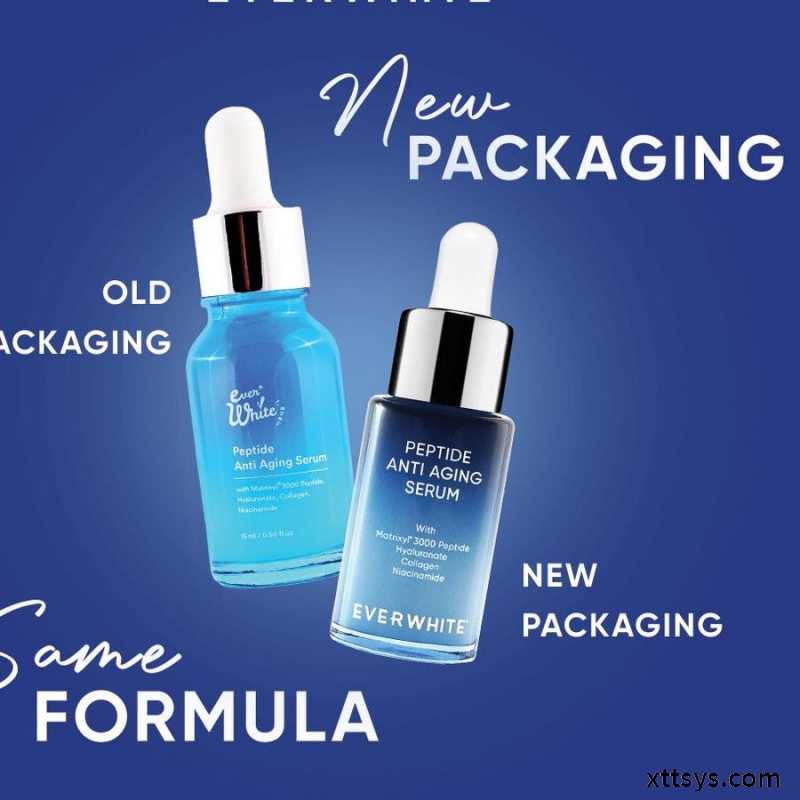 EVERWHITE
New
PACKAGING
OLD
PACKAGING
ever
White
Peptide
Anti Aging Serum
with Matrixyl® 3000 Peptide,
Hyaluronate, Collagen,
Niacinamide
15 ml / 0.50 fl.oz
PEPTIDE
ANTI AGING
SERUM
With
Matrixyl® 3000 Peptide
Hyaluronate
Collagen
Niacinamide
EVERWHITE
NEW
PACKAGING
Same
FORMULA
xttsys.com